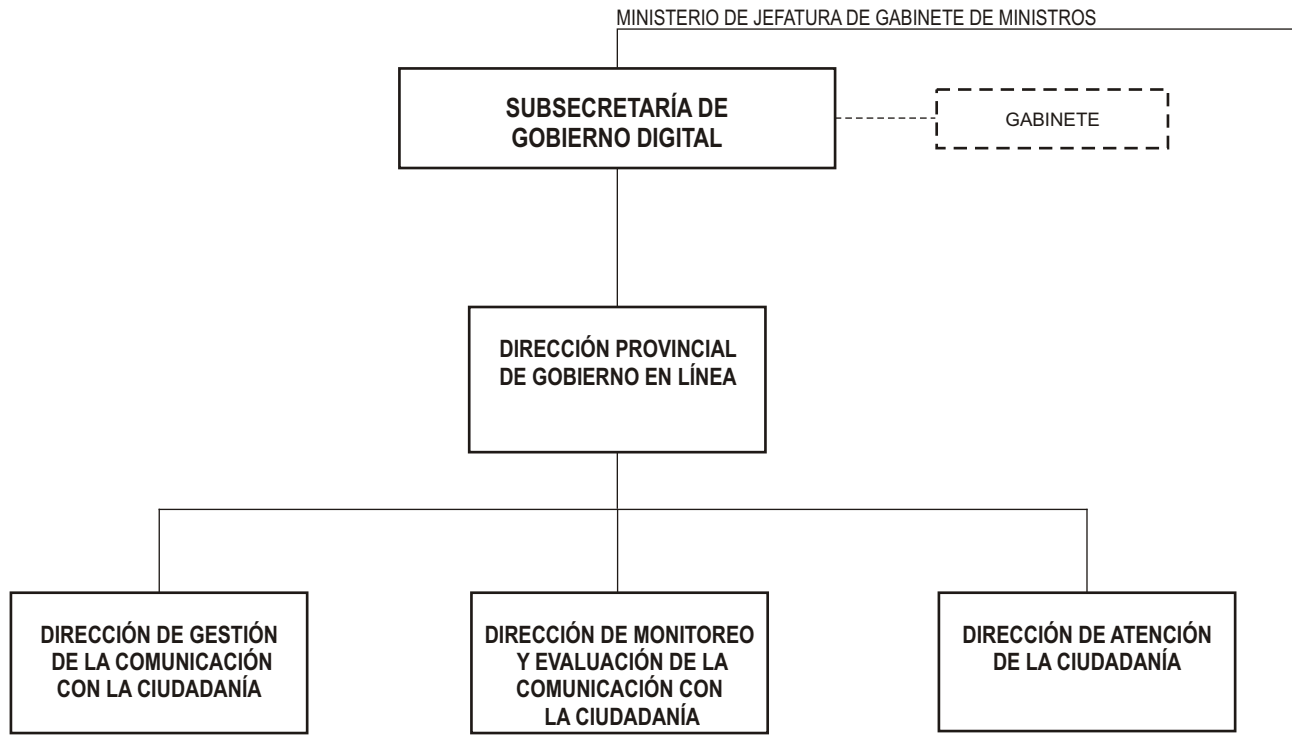 MINISTERIO DE JEFATURA DE GABINETE DE MINISTROS
SUBSECRETARÍA DE
GOBIERNO DIGITAL
GABINETE
DIRECCIÓN PROVINCIAL
DE GOBIERNO EN LÍNEA
DIRECCIÓN DE GESTIÓN
DE LA COMUNICACIÓN
CON LA CIUDADANÍA
DIRECCIÓN DE MONITOREO
Y EVALUACIÓN DE LA
COMUNICACIÓN CON
LA CIUDADANÍA
DIRECCIÓN DE ATENCIÓN
DE LA CIUDADANÍA